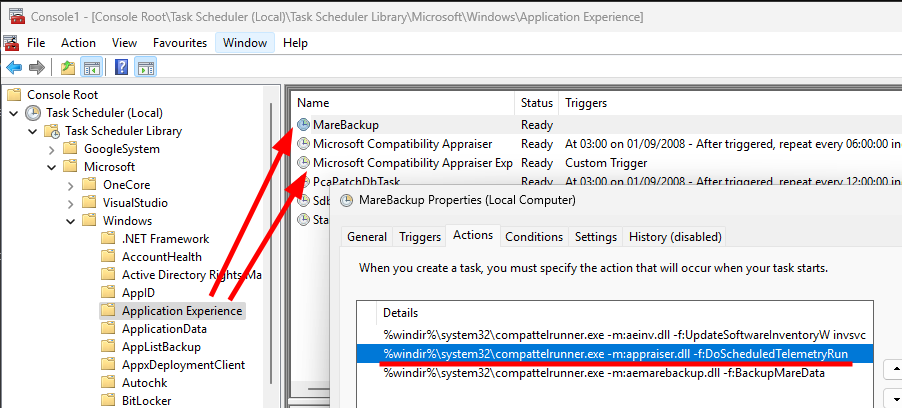 Console1 - [Console Root\Task Scheduler (Local)\Task Scheduler Library\Microsoft\Windows\Application Experience]
File Action View Favourites Window Help
Console Root
Task Scheduler (Local)
Task Scheduler Library
GoogleSystem
Microsoft
OneCore
VisualStudio
Windows
.NET Framework
AccountHealth
Active Directory Rights Ma
AppID
Application Experience
ApplicationData
AppListBackup
AppxDeploymentClient
Autochk
BitLocker
Name Status Triggers
MareBackup Ready
Microsoft Compatibility Appraiser Ready At 03:00 on 01/09/2008 - After triggered, repeat every 06:00:00 in
Microsoft Compatibility Appraiser Exp Ready Custom Trigger
PcaPatchDbTask Ready At 03:00 on 01/09/2008 - After triggered, repeat every 12:00:00 in
Sdb
Sta
MareBackup Properties (Local Computer)
General Triggers Actions Conditions Settings History (disabled)
When you create a task, you must specify the action that will occur when your task starts.
Details
%windir%\system32\compattelrunner.exe -m:aeinv.dll -f:UpdateSoftwareInventoryW invsvc
%windir%\system32\compattelrunner.exe -m:appraiser.dll -f:DoScheduledTelemetryRun
%windir%\system32\compattelrunner.exe -m:aemarebackup.dll -f:BackupMareData